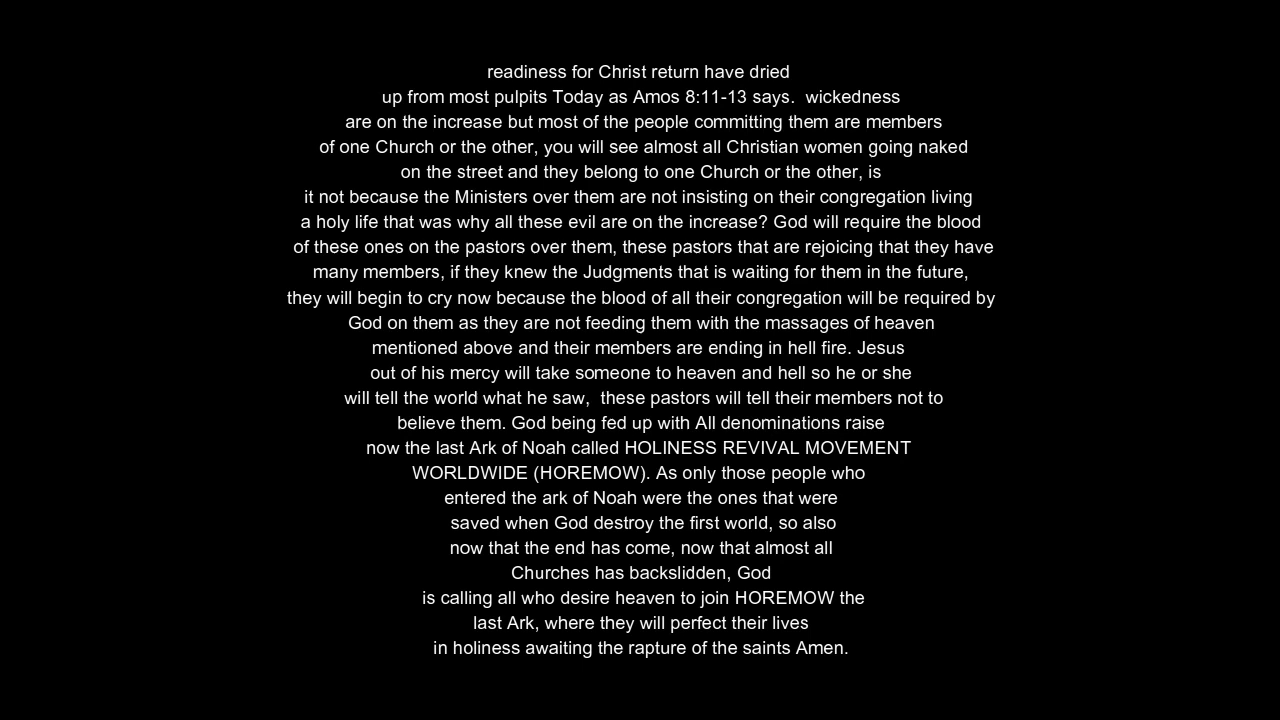 readiness for Christ return have dried
up from most pulpits Today as Amos 8:11-13 says.  wickedness
are on the increase but most of the people committing them are members
of one Church or the other, you will see almost all Christian women going naked
on the street and they belong to one Church or the other, is
it not because the Ministers over them are not insisting on their congregation living
a holy life that was why all these evil are on the increase? God will require the blood
of these ones on the pastors over them, these pastors that are rejoicing that they have
many members, if they knew the Judgments that is waiting for them in the future,
they will begin to cry now because the blood of all their congregation will be required by
God on them as they are not feeding them with the massages of heaven
mentioned above and their members are ending in hell fire. Jesus
out of his mercy will take someone to heaven and hell so he or she
will tell the world what he saw,  these pastors will tell their members not to
believe them. God being fed up with All denominations raise
now the last Ark of Noah called HOLINESS REVIVAL MOVEMENT
WORLDWIDE (HOREMOW). As only those people who
entered the ark of Noah were the ones that were
saved when God destroy the first world, so also
now that the end has come, now that almost all
Churches has backslidden, God
is calling all who desire heaven to join HOREMOW the
last Ark, where they will perfect their lives
in holiness awaiting the rapture of the saints Amen.